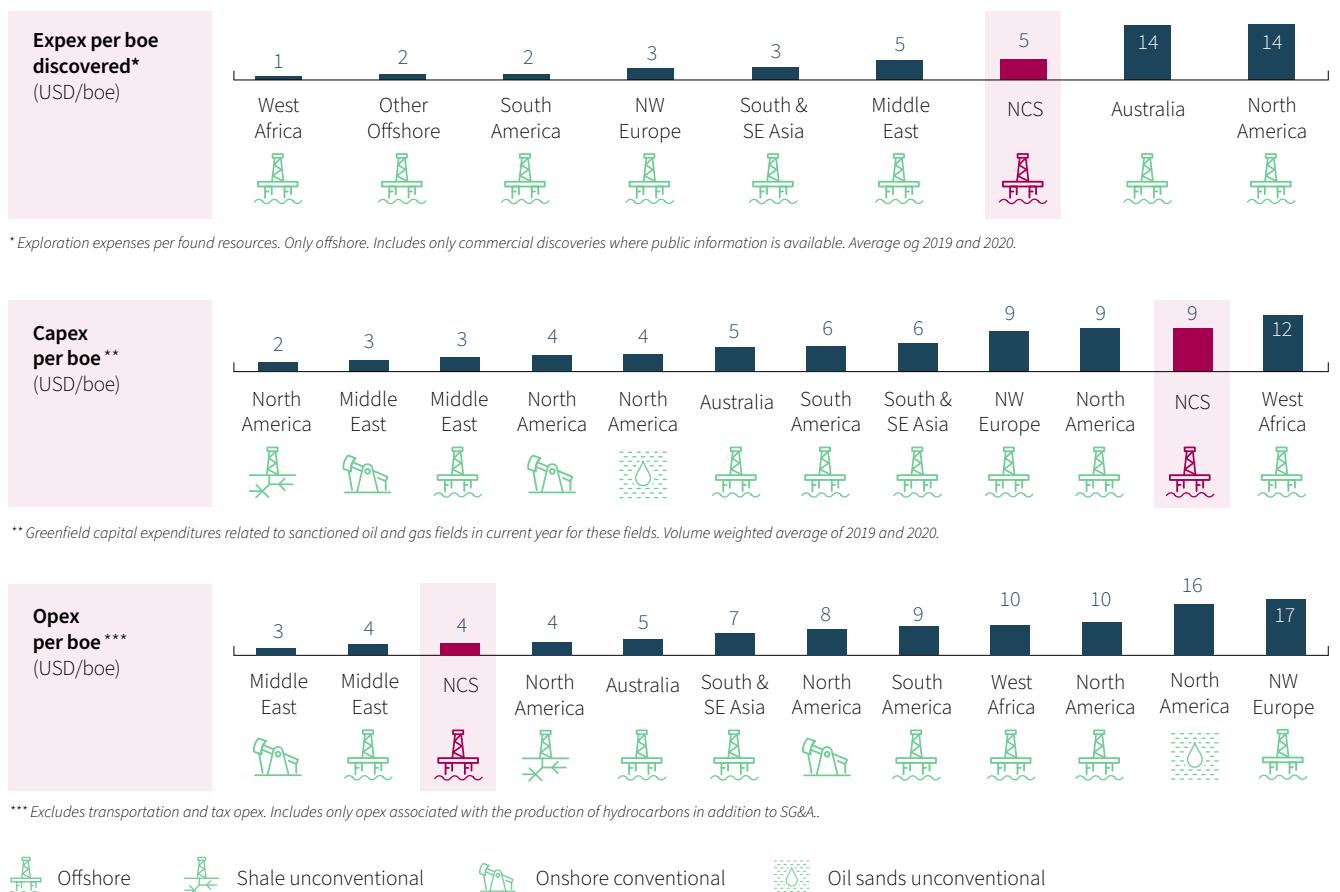 Expex per boe
discovered*
(USD/boe)
1 2 2 3 3 5 5 14 14
West Africa
Other Offshore
South America
NW Europe
South & SE Asia
Middle East
NCS
Australia
North America
* Exploration expenses per found resources. Only offshore. Includes only commercial discoveries where public information is available. Average og 2019 and 2020.
Capex
per boe **
(USD/boe)
2 3 3 4 4 5 6 6 9 9 9 12
North America
Middle East
Middle East
North America
North America
Australia
South America
South & SE Asia
NW Europe
North America
NCS
West Africa
** Greenfield capital expenditures related to sanctioned oil and gas fields in current year for these fields. Volume weighted average of 2019 and 2020.
Opex
per boe ***
(USD/boe)
3 4 4 4 5 7 8 9 10 10 16 17
Middle East
Middle East
NCS
North America
Australia
South & SE Asia
North America
South America
West Africa
North America
North America
NW Europe
*** Excludes transportation and tax opex. Includes only opex associated with the production of hydrocarbons in addition to SG&A..
Offshore
Shale unconventional
Onshore conventional
Oil sands unconventional